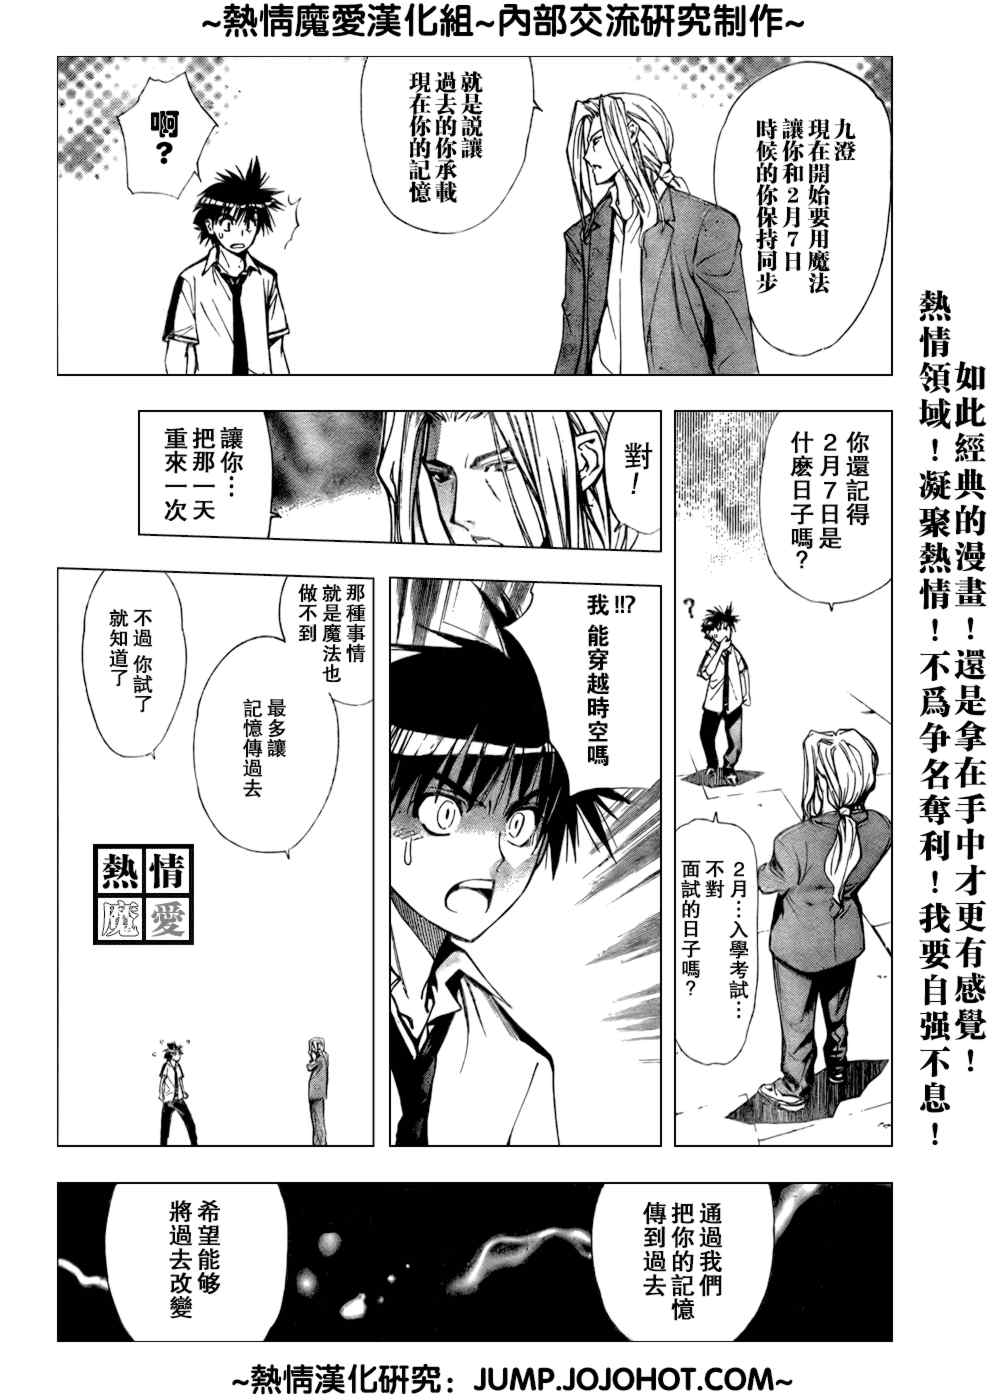 ~熱情魔愛漢化組~內部交流研究制作~
九澄
現在開始要用魔法
讓你和2月7日
時候的你保持同步
就是説讓
過去的你承載
現在你的記憶
啊?
你還記得
2月7日是
什麽日子嗎?
?
2月…入學考試…
不對
面試的日子嗎?
對!
讓你…
把那一天
重來一次
我!!?
能穿越時空嗎
那種事情
就是魔法也
做不到
最多讓
記憶傳過去
不過 你試了
就知道了
熱情
魔愛
通過我們
把你的記憶
傳到過去
希望能够
將過去改變
如此經典的漫畫!還是拿在手中才更有感覺!
熱情領域!凝聚熱情!不爲争名奪利!我要自强不息!
~熱情漢化研究：JUMP.JOJOHOT.COM~